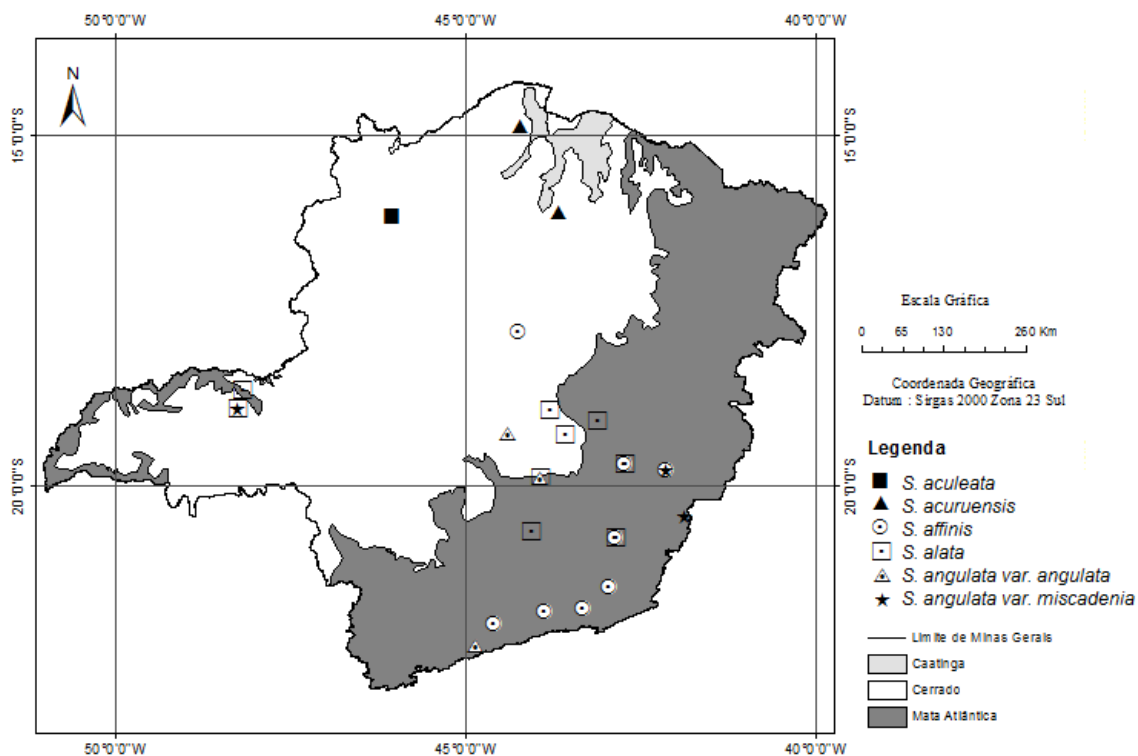 50°0'0"S
45°0'0"S
40°0'0"S
N
15°0'0"S
15°0'0"S
20°0'0"S
20°0'0"S
50°0'0"S
45°0'0"S
40°0'0"S
Escala Gráfica
0 65 130 260 Km
Coordenada Geográfica
Datum : Sirgas 2000 Zona 23 Sul
Legenda
S. aculeata
S. acuruensis
S. affinis
S. alata
S. angulata var. angulata
S. angulata var. miscadenia
Limite de Minas Gerais
Caatinga
Cerrado
Mata Atlântica